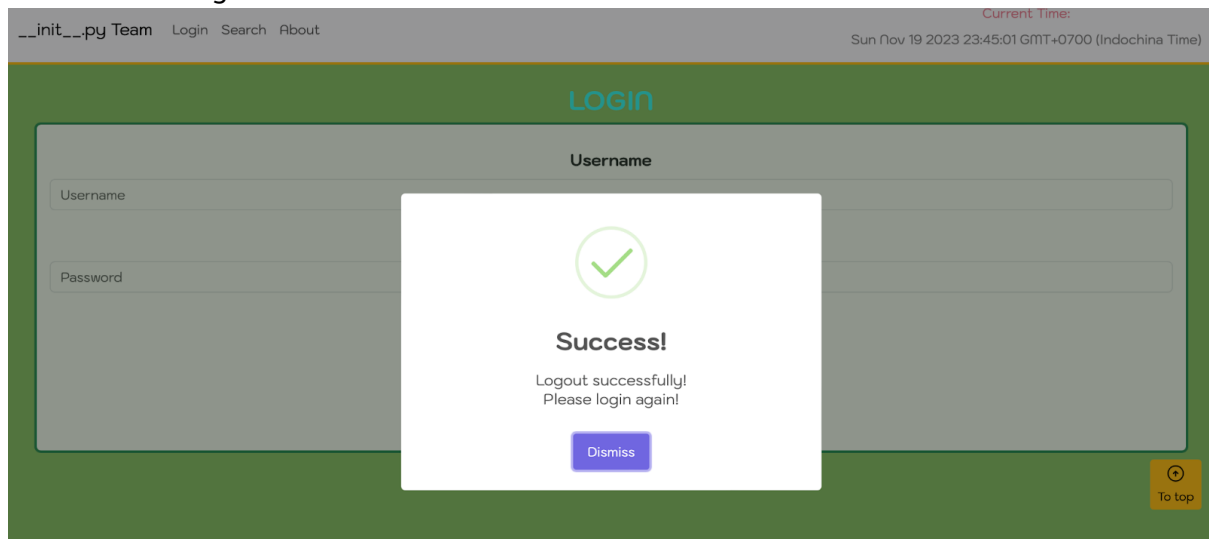 __init__.py Team Login Search About
Current Time:
Sun Nov 19 2023 23:45:01 GMT+0700 (Indochina Time)
LOGIN
Username
Username
Password
Success!
Logout successfully!
Please login again!
Dismiss
To top